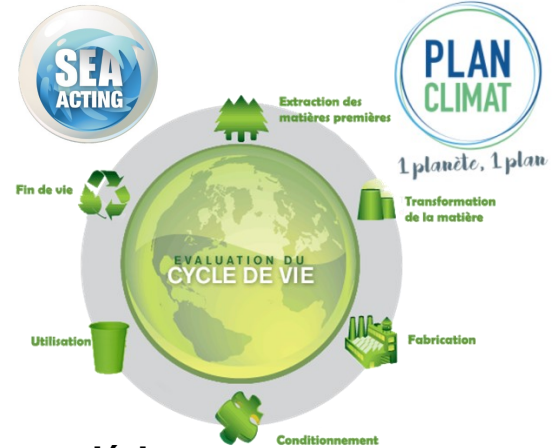 SEA
ACTING
PLAN
CLIMAT
1 planète, 1 plan
Extraction des
matières premières
Fin de vie
Transformation
de la matière
EVALUATION DU
CYCLE DE VIE
Utilisation
Fabrication
Conditionnement